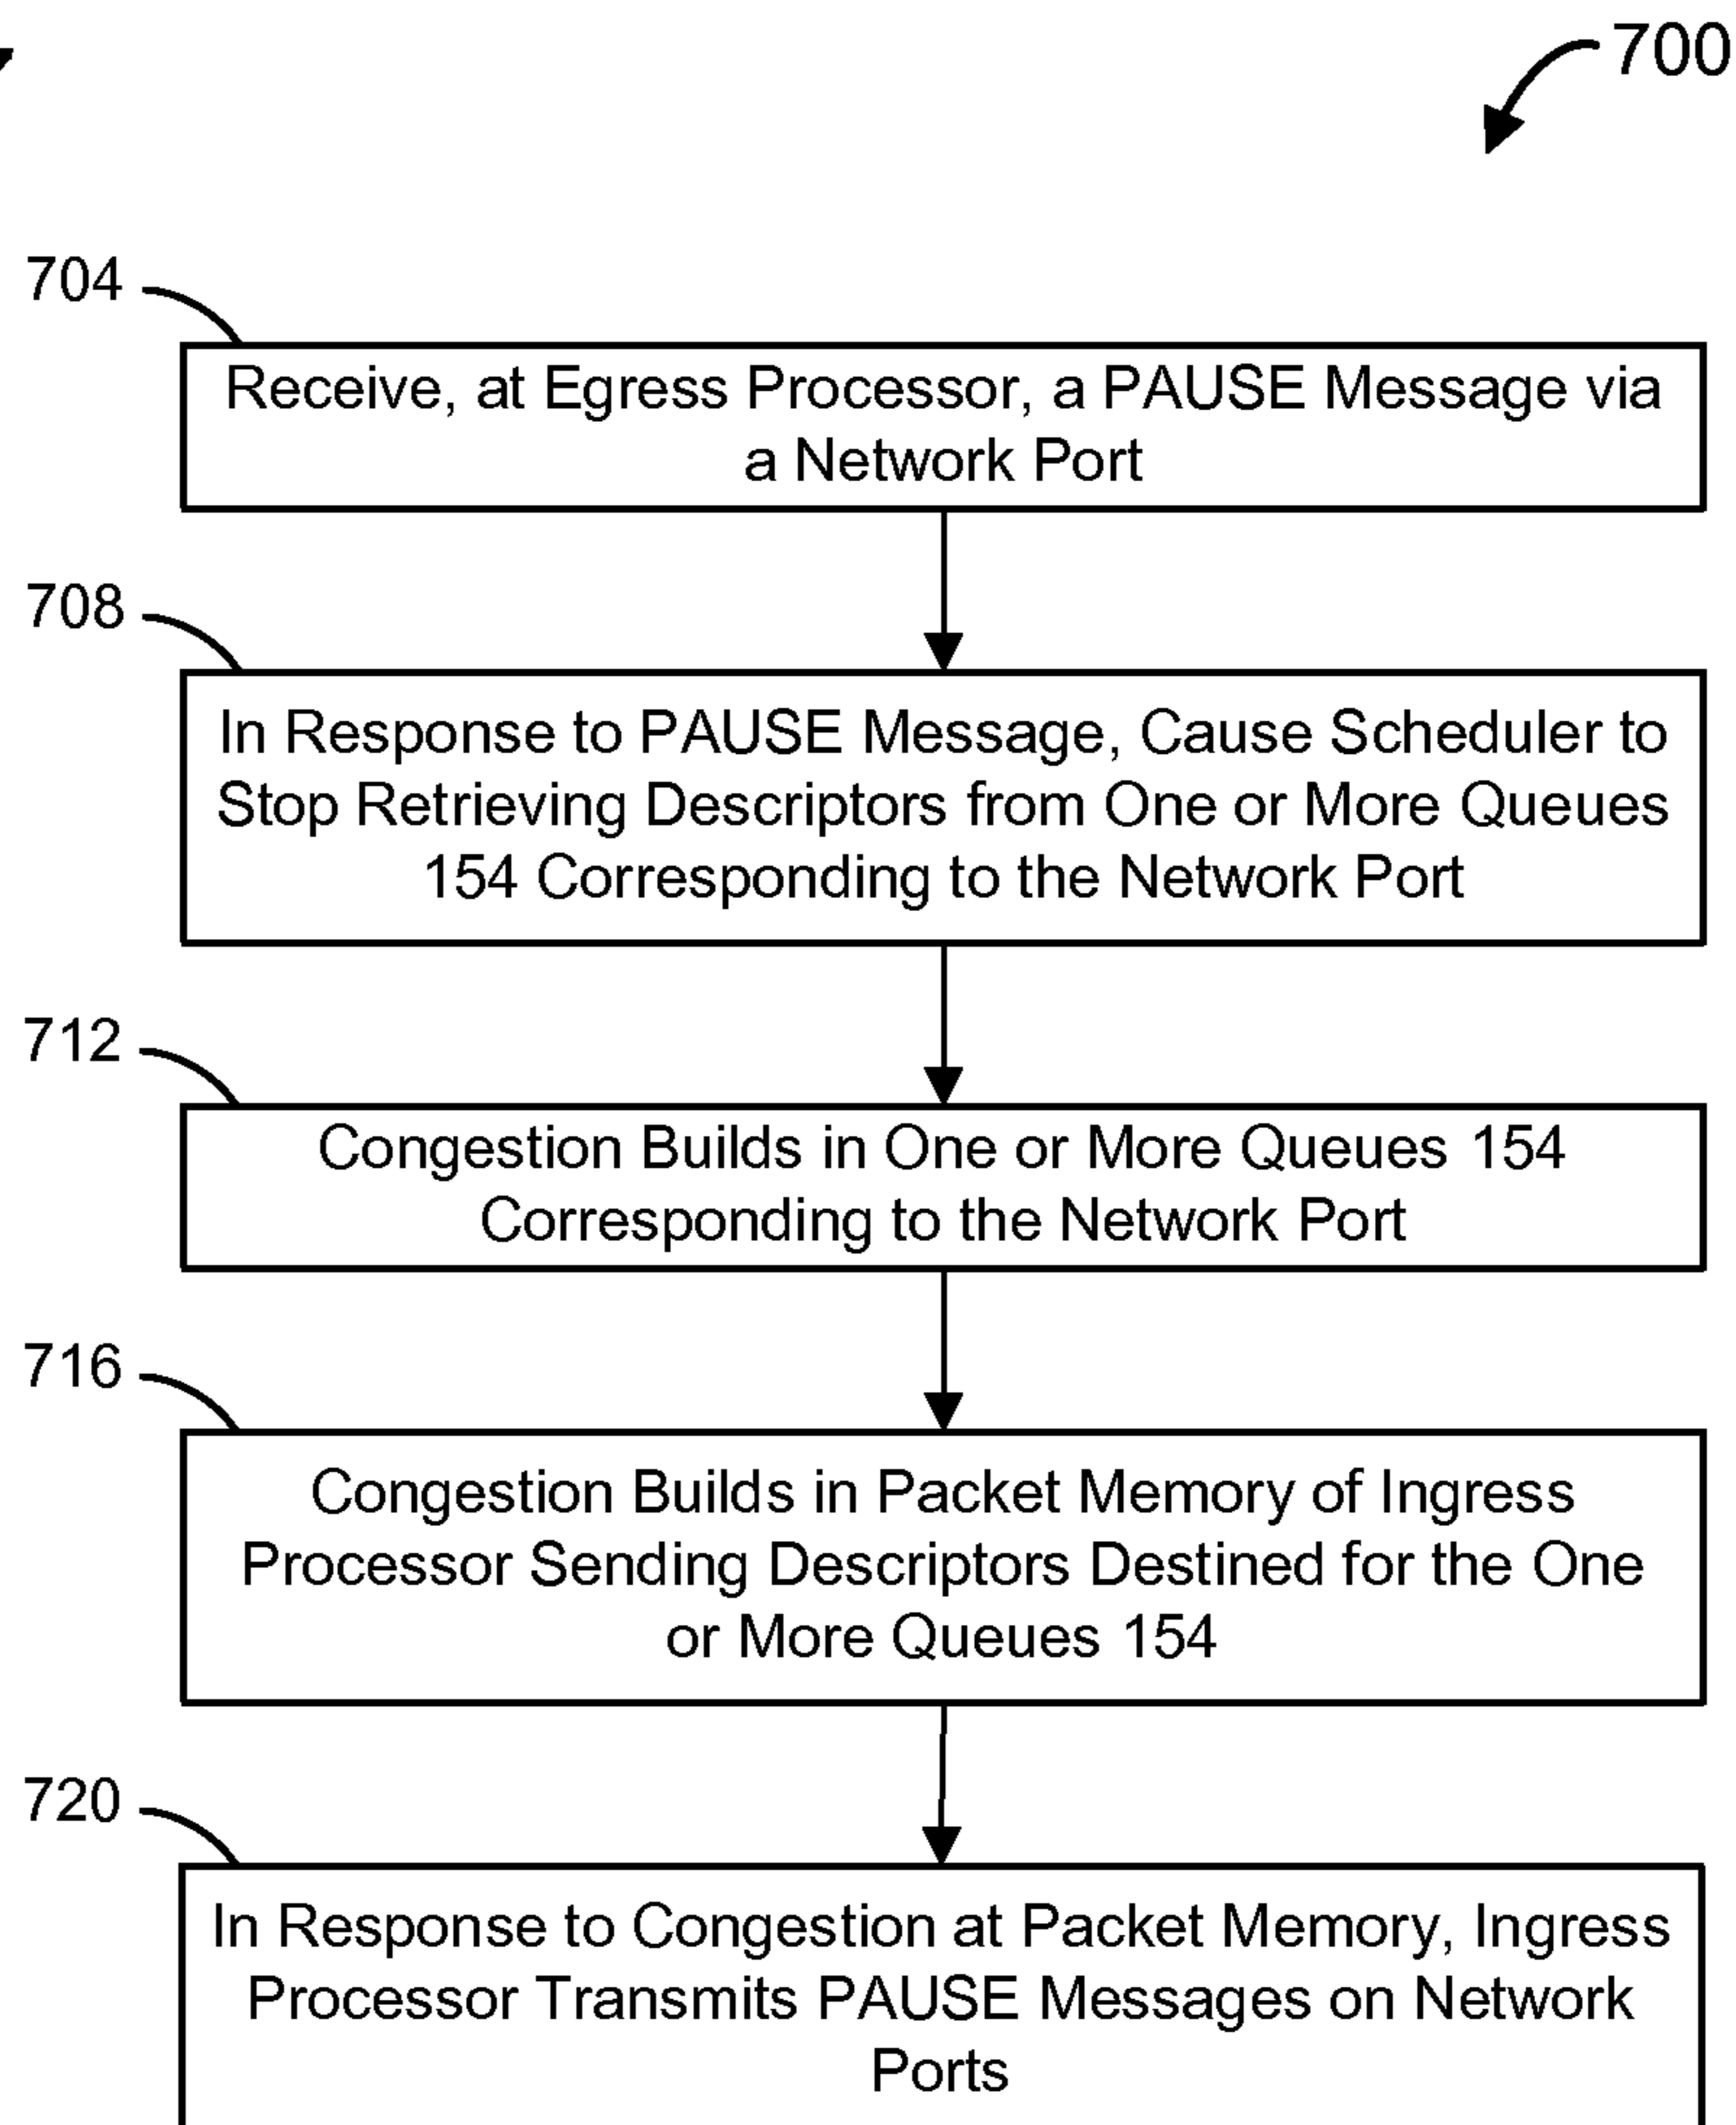 700
704
Receive, at Egress Processor, a PAUSE Message via
a Network Port
708
In Response to PAUSE Message, Cause Scheduler to
Stop Retrieving Descriptors from One or More Queues
154 Corresponding to the Network Port
712
Congestion Builds in One or More Queues 154
Corresponding to the Network Port
716
Congestion Builds in Packet Memory of Ingress
Processor Sending Descriptors Destined for the One
or More Queues 154
720
In Response to Congestion at Packet Memory, Ingress
Processor Transmits PAUSE Messages on Network
Ports